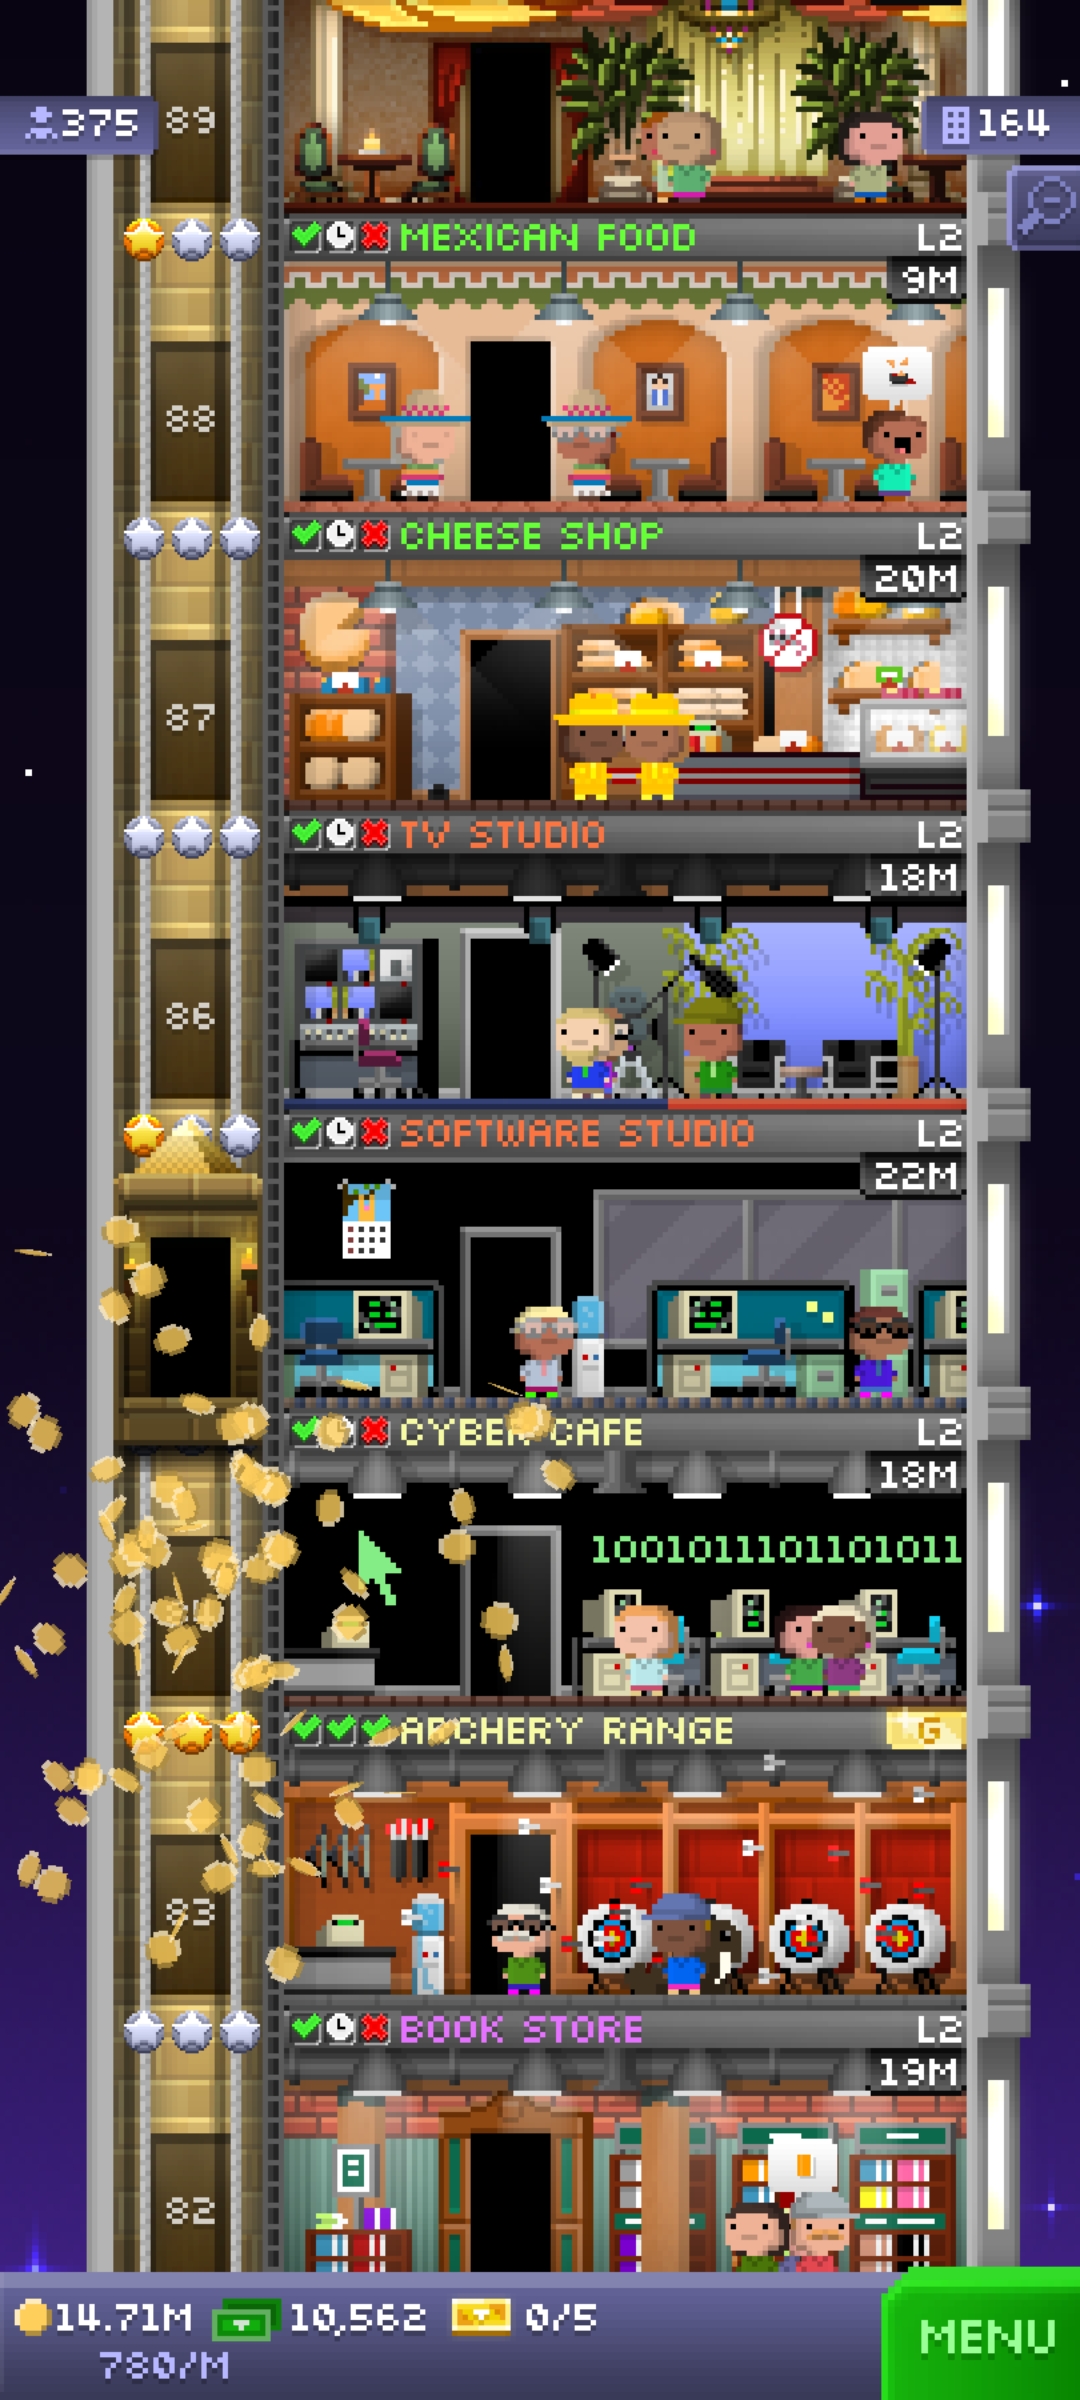 89
375
164
MEXICAN FOOD L2
9M
88
CHEESE SHOP L2
20M
87
TV STUDIO L2
18M
86
SOFTWARE STUDIO L2
22M
CYBER CAFE L2
18M
1001011101101011
84
ARCHERY RANGE G
83
BOOK STORE L2
19M
8
82
14.71M 10,562 0/5
780/M
MENU